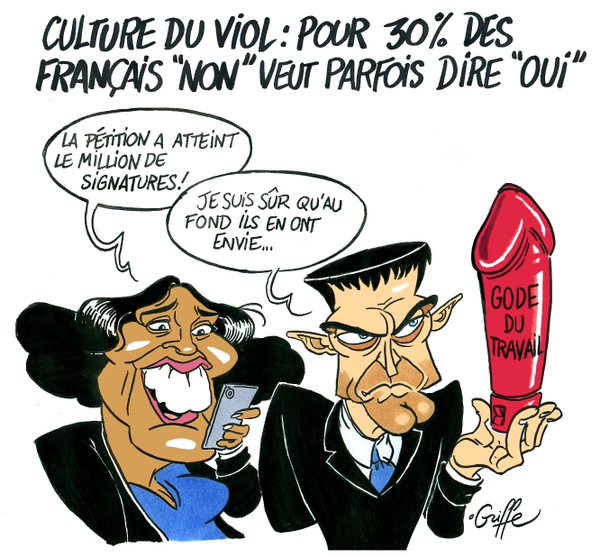 CULTURE DU VIOL : POUR 30% DES
FRANÇAIS "NON" VEUT PARFOIS DIRE "OUI"
LA PÉTITION A ATTEINT
LE MILLION DE
SIGNATURES !
JE SUIS SÛR QU'AU
FOND ILS EN ONT
ENVIE...
GODE
DU
TRAVAIL
Griffe